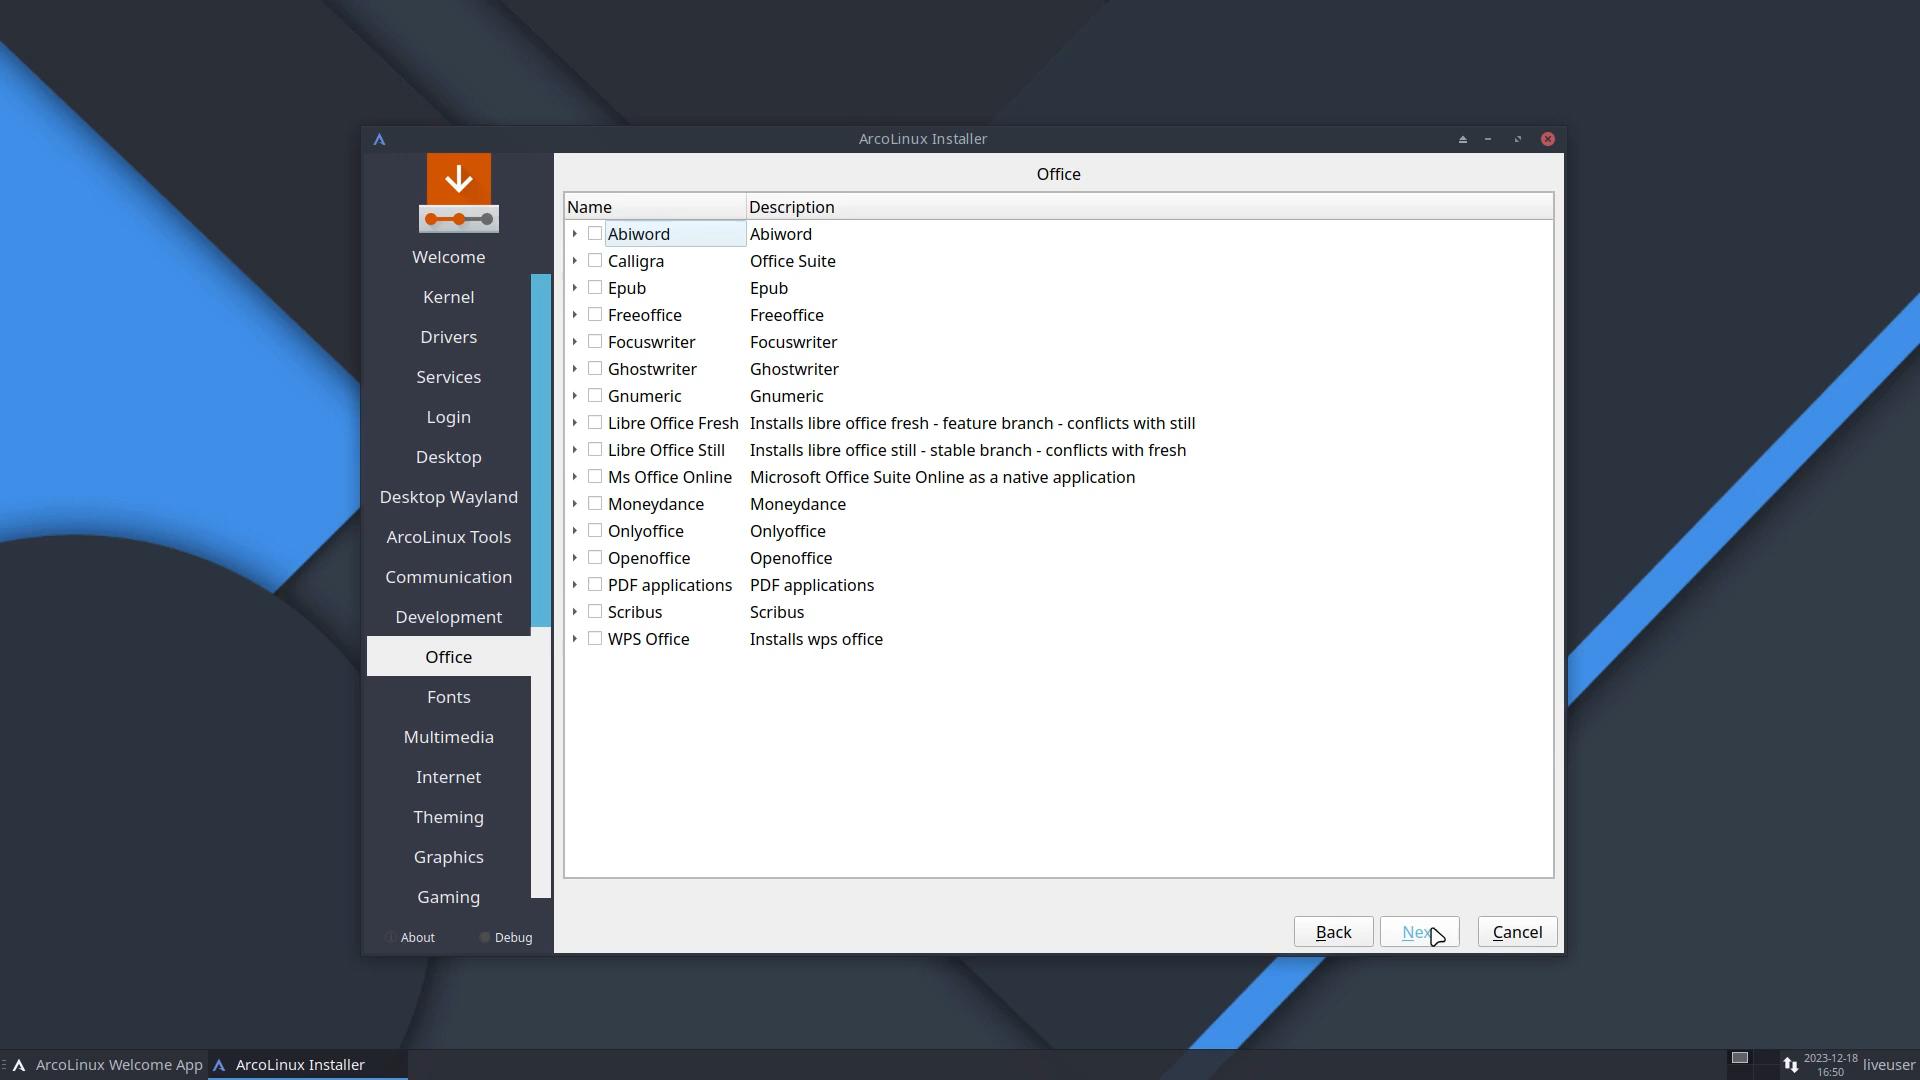 ArcoLinux Installer
Welcome
Kernel
Drivers
Services
Login
Desktop
Desktop Wayland
ArcoLinux Tools
Communication
Development
Office
Fonts
Multimedia
Internet
Theming
Graphics
Gaming
About Debug
Office
Name Description
Abiword Abiword
Calligra Office Suite
Epub Epub
Freeoffice Freeoffice
Focuswriter Focuswriter
Ghostwriter Ghostwriter
Gnumeric Gnumeric
Libre Office Fresh Installs libre office fresh - feature branch - conflicts with still
Libre Office Still Installs libre office still - stable branch - conflicts with fresh
Ms Office Online Microsoft Office Suite Online as a native application
Moneydance Moneydance
Onlyoffice Onlyoffice
Openoffice Openoffice
PDF applications PDF applications
Scribus Scribus
WPS Office Installs wps office
Back Cancel
ArcoLinux Welcome App ArcoLinux Installer
2023-12-18
16:50
liveuser